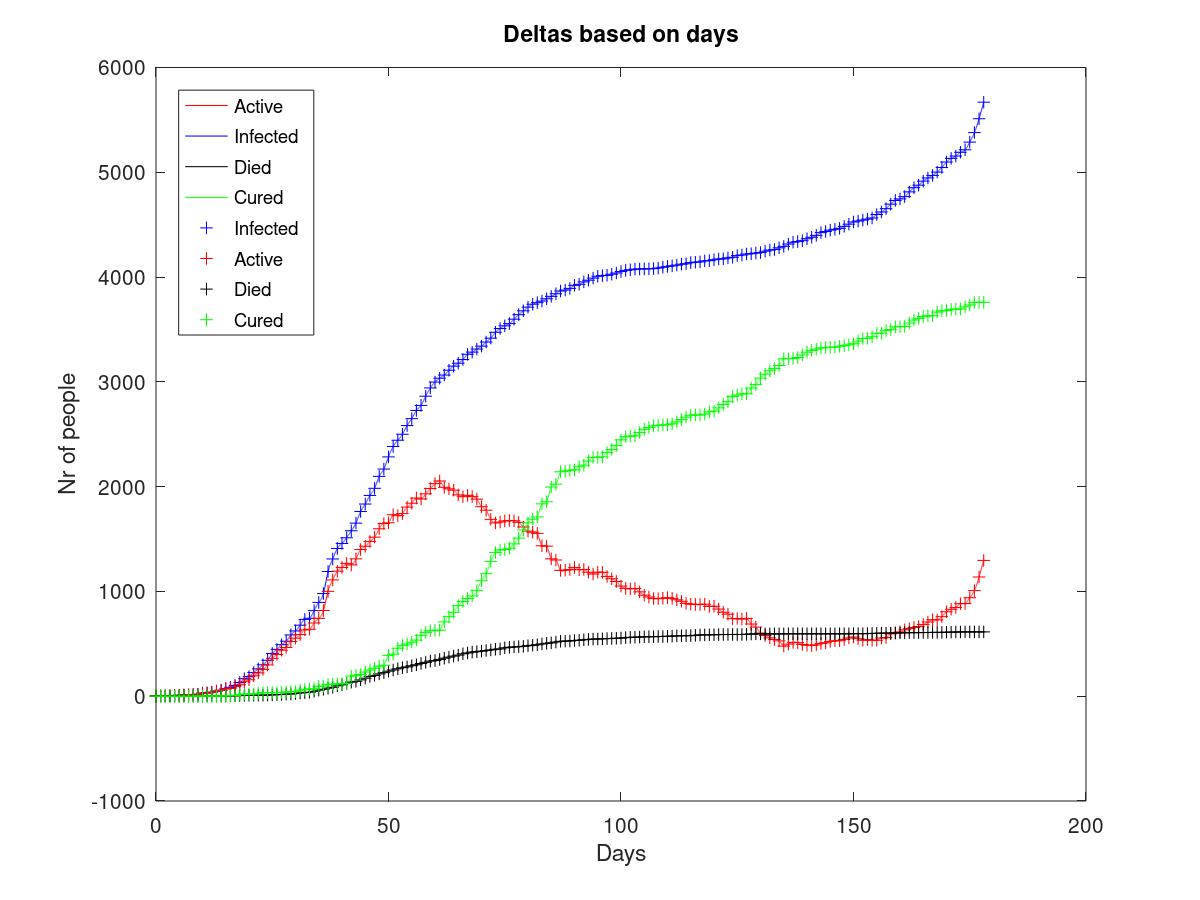 Deltas based on days
6000
5000
4000
3000
2000
1000
0
-1000
Nr of people
Active
Infected
Died
Cured
Infected
Active
Died
Cured
0 50 100 150 200
Days